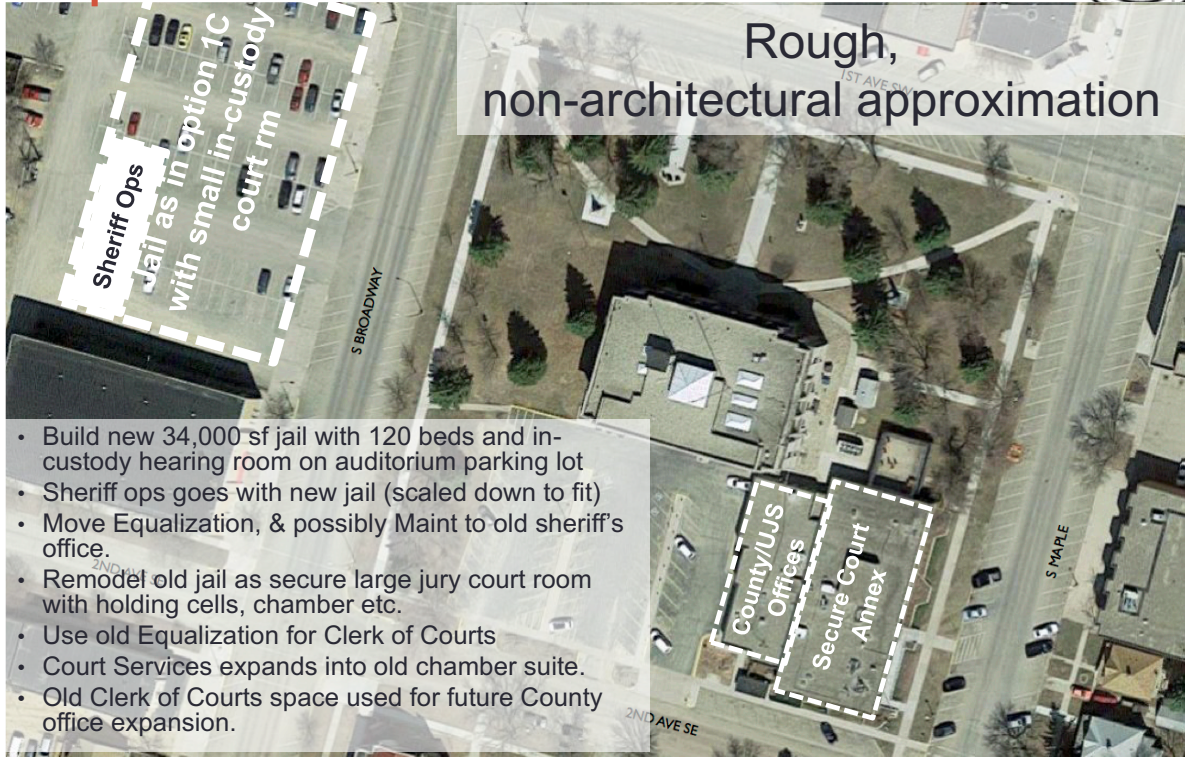 Rough,
non-architectural approximation
1ST AVE SW
Jail as in option 1C
with small in-custody
court rm
Sheriff Ops
S BROADWAY
• Build new 34,000 sf jail with 120 beds and in-
custody hearing room on auditorium parking lot
• Sheriff ops goes with new jail (scaled down to fit)
• Move Equalization, & possibly Maint to old sheriff's
office.
• Remodel old jail as secure large jury court room
with holding cells, chamber etc.
• Use old Equalization for Clerk of Courts
• Court Services expands into old chamber suite.
• Old Clerk of Courts space used for future County
office expansion.
2ND AVE SE
County/UJS
Offices
Secure Court
Annex
S MAPLE
2ND AVE SE